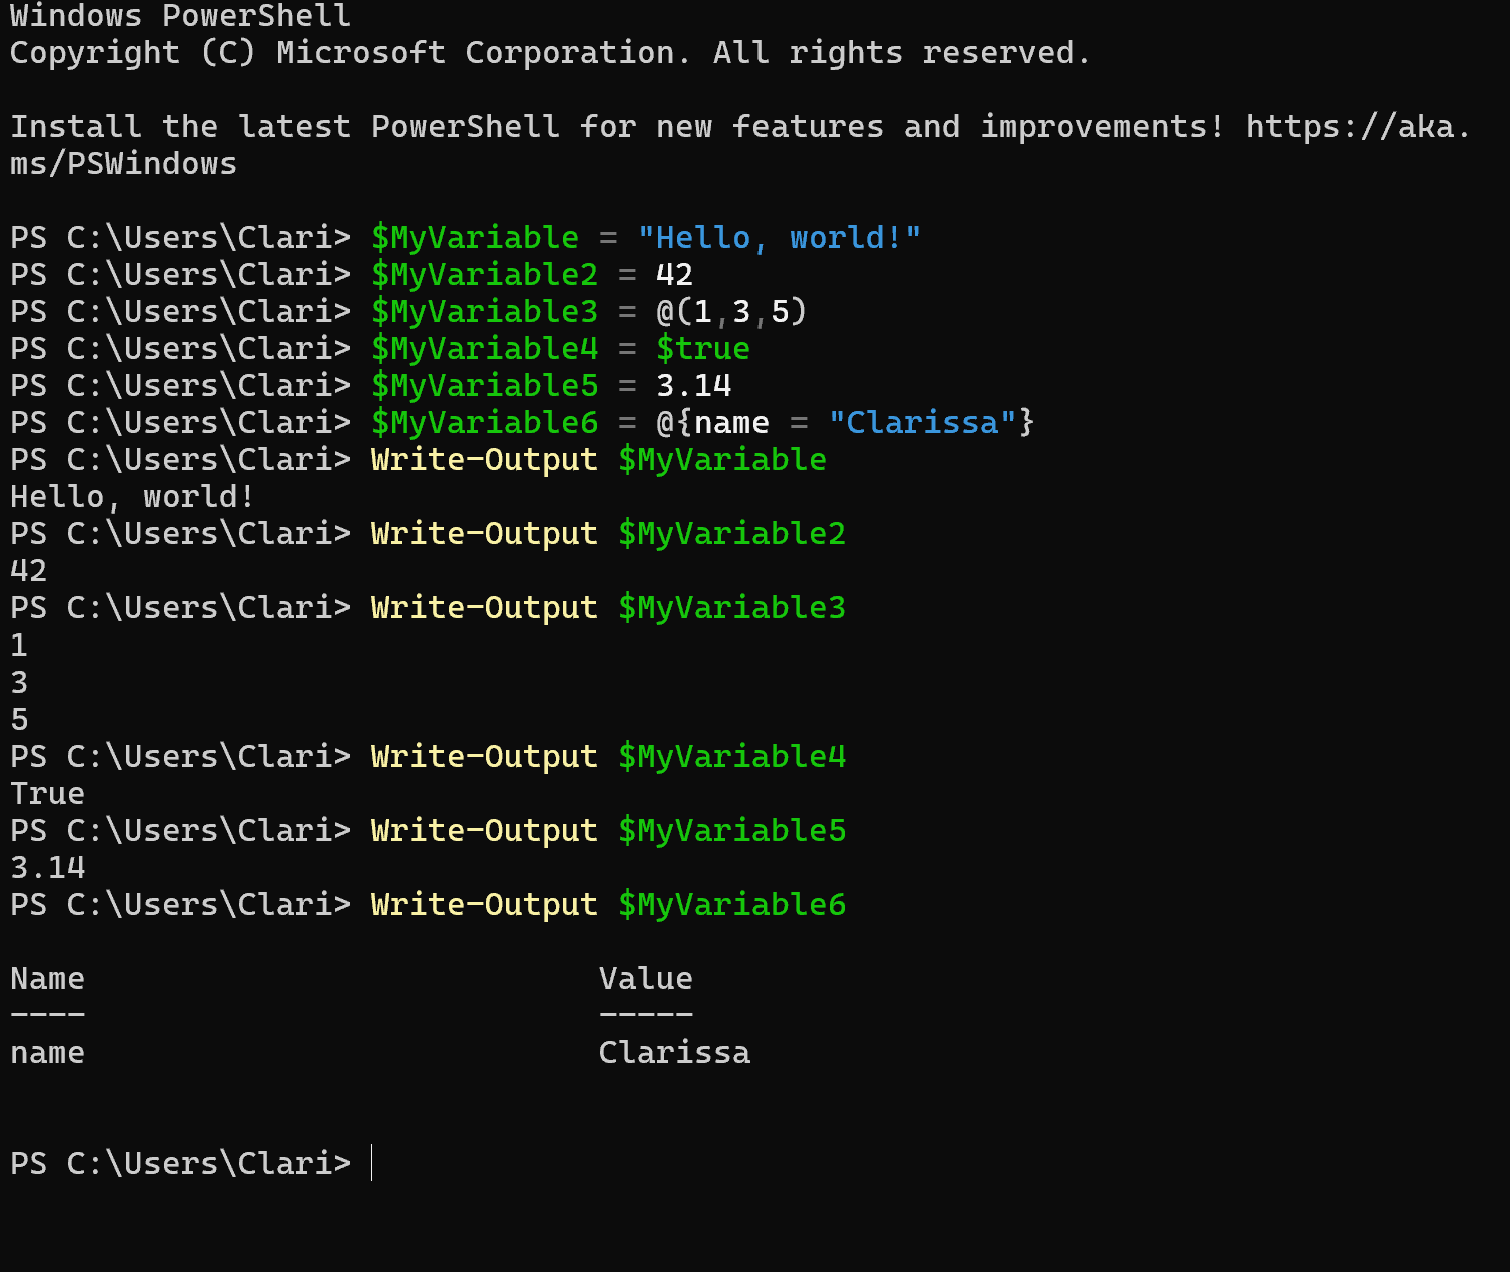 Windows PowerShell
Copyright (C) Microsoft Corporation. All rights reserved.
Install the latest PowerShell for new features and improvements! https://aka.
ms/PSWindows
PS C:\Users\Clari> $MyVariable = "Hello, world!"
PS C:\Users\Clari> $MyVariable2 = 42
PS C:\Users\Clari> $MyVariable3 = @(1,3,5)
PS C:\Users\Clari> $MyVariable4 = $true
PS C:\Users\Clari> $MyVariable5 = 3.14
PS C:\Users\Clari> $MyVariable6 = @{name = "Clarissa"}
PS C:\Users\Clari> Write-Output $MyVariable
Hello, world!
PS C:\Users\Clari> Write-Output $MyVariable2
42
PS C:\Users\Clari> Write-Output $MyVariable3
1
3
5
PS C:\Users\Clari> Write-Output $MyVariable4
True
PS C:\Users\Clari> Write-Output $MyVariable5
3.14
PS C:\Users\Clari> Write-Output $MyVariable6
Name                           Value
----                           -----
name                           Clarissa
PS C:\Users\Clari>